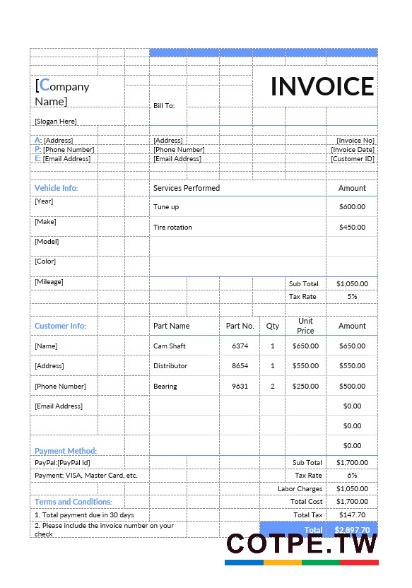 [Company
Name]
INVOICE
Bill To:
[Slogan Here]
A: [Address] [Address] [Invoice No]
P: [Phone Number] [Phone Number] [Invoice Date]
E: [Email Address] [Email Address] [Customer ID]
Vehicle Info: Services Performed Amount
[Year]
Tune up $600.00
[Make]
Tire rotation $450.00
[Model]
[Color]
[Mileage] Sub Total $1,050.00
Tax Rate 5%
Customer Info: Part Name Part No. Qty Unit Price Amount
[Name] Cam Shaft 6374 1 $650.00 $650.00
[Address] Distributor 8654 1 $550.00 $550.00
[Phone Number] Bearing 9631 2 $250.00 $500.00
[Email Address] $0.00
$0.00
$0.00
Payment Method:
PayPal:[PayPal Id] Sub Total $1,700.00
Payment: VISA, Master Card, etc. Tax Rate 6%
Labor Charges $1,050.00
Terms and Conditions: Total Cost $1,700.00
1. Total payment due in 30 days Total Tax $147.70
2. Please include the invoice number on your
check
Total $2,897.70
COTPE.TW